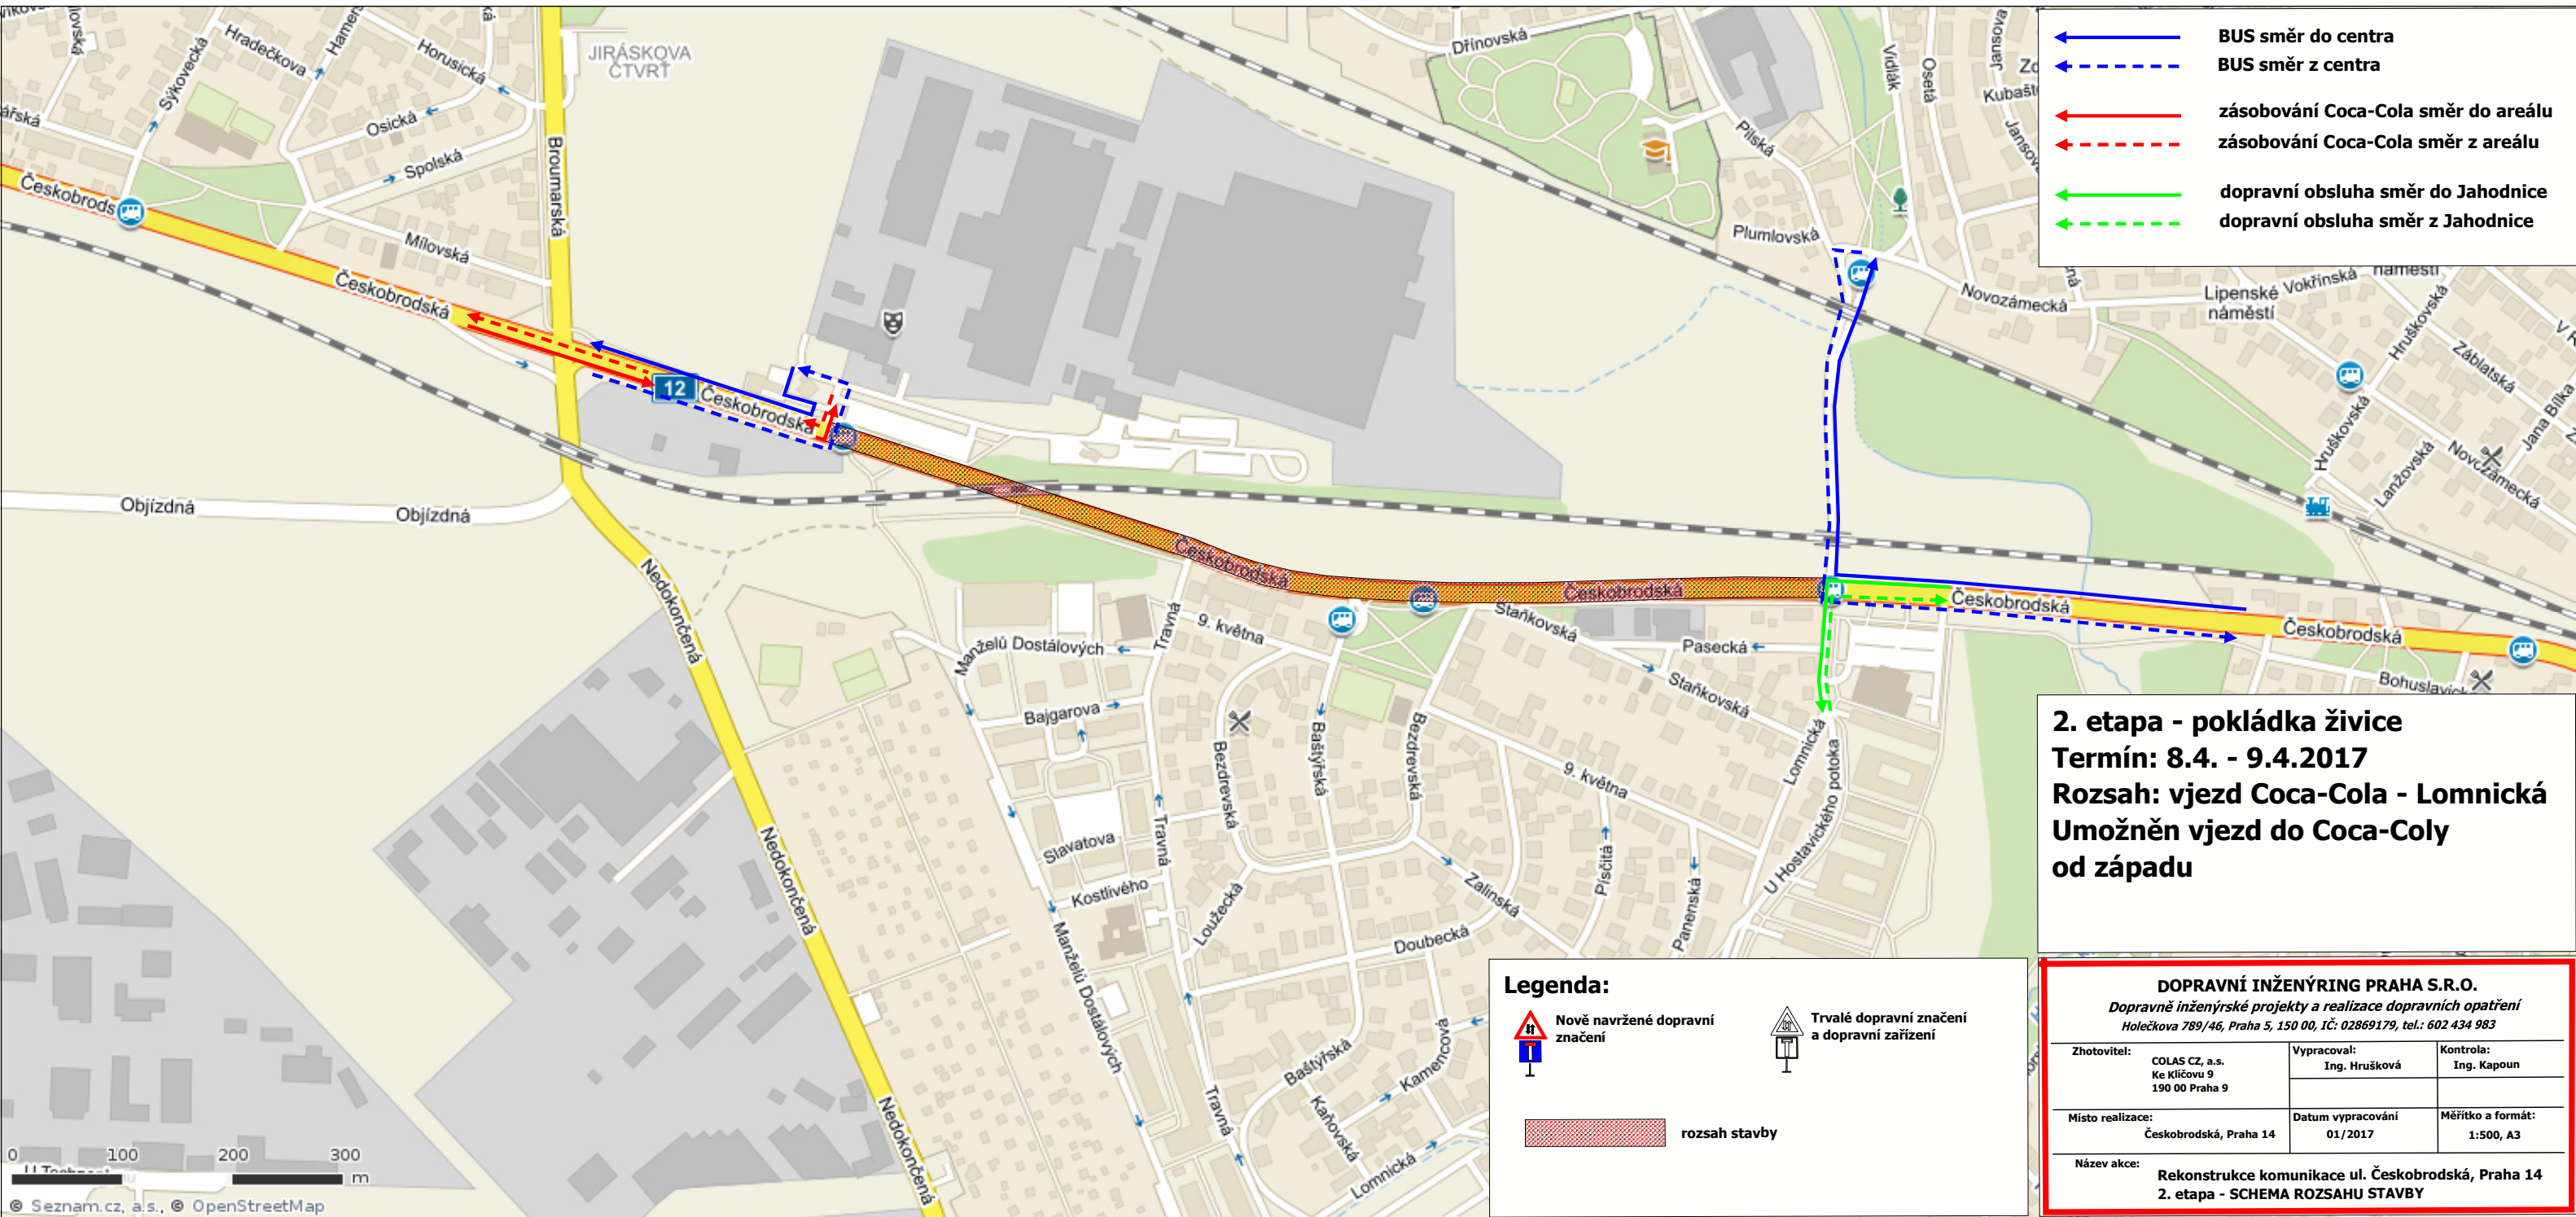 JIRÁSKOVA
ČTVRŤ
Hradečkova
Horusická
Sýkovecká
Osická
Spolská
Mílovská
Broumarská
Českobrodská
12
Českobrodská
Objízdná
Objízdná
Nedokončená
Nedokončená
Nedokončená
Dřínovská
Vidlák
Osetá
Jansova
Pilská
Plumlovská
Novozámecká
Lipenské
náměstí
Vokřínská
náměstí
Hruškovská
Hruškovská
Záblatská
Jana Bílka
Novozámecká
Lanžovská
Českobrodská
Českobrodská
Českobrodská
Českobrodská
Staňkovská
Staňkovská
Pasecká
9. května
9. května
Travná
Travná
Travná
Manželů Dostálových
Manželů Dostálových
Bajgarova
Slavatova
Kostlivého
Bezdrevská
Bezdrevská
Baštýřská
Baštýřská
Loužecká
Zalinská
Doubecká
Písčitá
Panenská
Lomnická
Lomnická
U Hostavického potoka
Kaňovská
Kamencová
BUS směr do centra
BUS směr z centra
zásobování Coca-Cola směr do areálu
zásobování Coca-Cola směr z areálu
dopravní obsluha směr do Jahodnice
dopravní obsluha směr z Jahodnice
2. etapa - pokládka živice
Termín: 8.4. - 9.4.2017
Rozsah: vjezd Coca-Cola - Lomnická
Umožněn vjezd do Coca-Coly
od západu
Legenda:
Nově navržené dopravní
značení
Trvalé dopravní značení
a dopravní zařízení
rozsah stavby
DOPRAVNÍ INŽENÝRING PRAHA S.R.O.
Dopravně inženýrské projekty a realizace dopravních opatření
Holečkova 789/46, Praha 5, 150 00, IČ: 02869179, tel.: 602 434 983
Zhotovitel:
COLAS CZ, a.s.
Ke Klíčovu 9
190 00 Praha 9
Vypracoval:
Ing. Hrušková
Kontrola:
Ing. Kapoun
Místo realizace:
Českobrodská, Praha 14
Datum vypracování
01/2017
Měřítko a formát:
1:500, A3
Název akce:
Rekonstrukce komunikace ul. Českobrodská, Praha 14
2. etapa - SCHEMA ROZSAHU STAVBY
0 100 200 300
m
© Seznam.cz, a.s., © OpenStreetMap